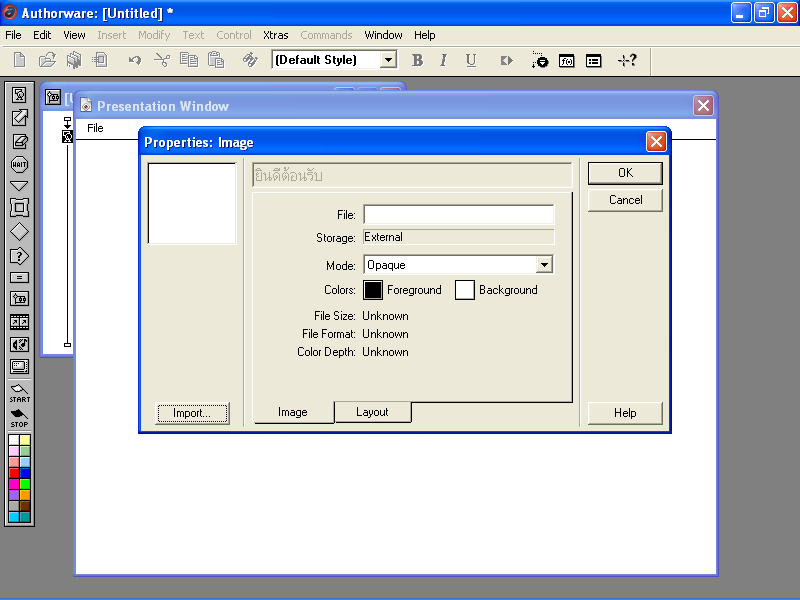 Authorware: [Untitled] *
File Edit View Insert Modify Text Control Xtras Commands Window Help
(Default Style) B I U
Presentation Window
File
Properties: Image
ยินดีต้อนรับ
OK
Cancel
File:
Storage: External
Mode: Opaque
Colors: Foreground Background
File Size: Unknown
File Format: Unknown
Color Depth: Unknown
Import... Image Layout Help
WAIT
?
=
START
STOP